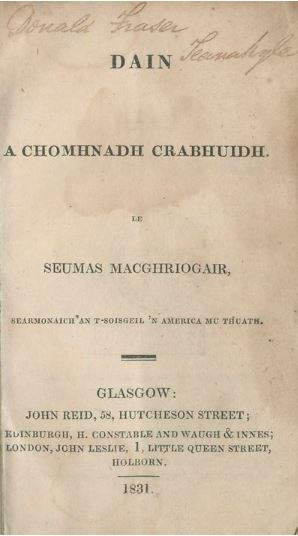 Donald Fraser
DAIN
A CHOMHNADH CRABHUIDH.
LE
SEUMAS MACGHRIOGAIR,
SEARMONAICH' AN T-SOISGEIL 'N AMERICA MU THUATH.
GLASGOW:
JOHN REID, 58, HUTCHESON STREET;
EDINBURGH, H. CONSTABLE AND WAUGH & INNES;
LONDON, JOHN LESLIE, 1, LITTLE QUEEN STREET,
HOLBORN.
1831.